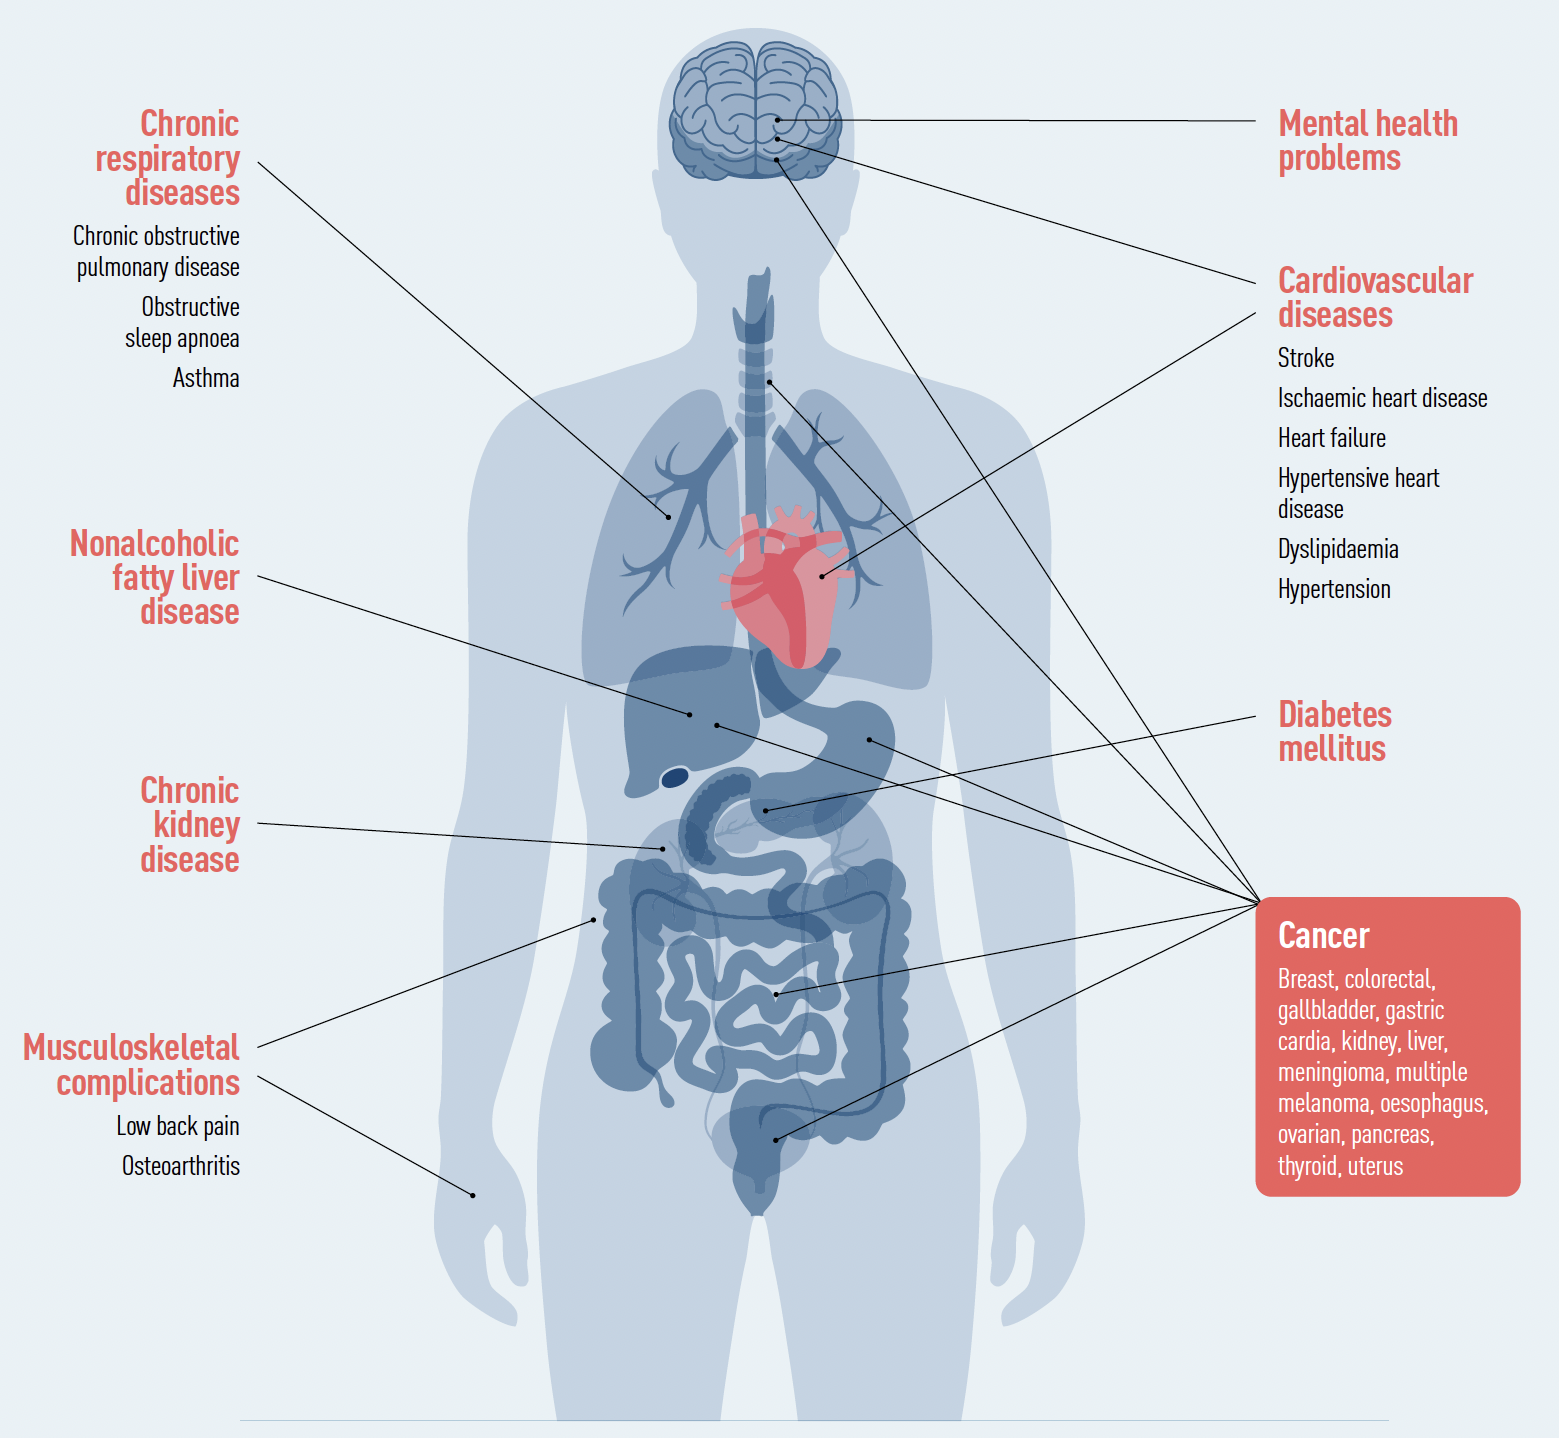 Chronic
respiratory
diseases
Chronic obstructive
pulmonary disease
Obstructive
sleep apnoea
Asthma
Nonalcoholic
fatty liver
disease
Chronic
kidney
disease
Musculoskeletal
complications
Low back pain
Osteoarthritis
Mental health
problems
Cardiovascular
diseases
Stroke
Ischaemic heart disease
Heart failure
Hypertensive heart
disease
Dyslipidaemia
Hypertension
Diabetes
mellitus
Cancer
Breast, colorectal,
gallbladder, gastric
cardia, kidney, liver,
meningioma, multiple
melanoma, oesophagus,
ovarian, pancreas,
thyroid, uterus